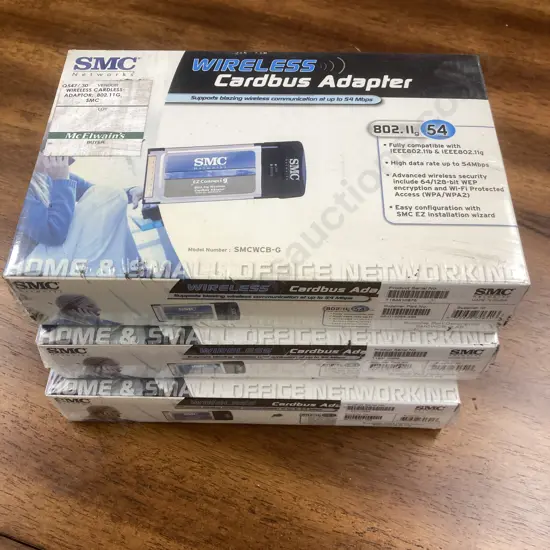 SMC
Networks
WIRELESS
Cardbus Adapter
Supports blazing wireless communication at up to 54 Mbps
WIRELESS CARDLESS
ADAPTOR, 802.11G,
SMC
McElwain's
BUYER
802.11g 54
• Fully compatible with
IEEE802.11b & IEEE802.11g
• High data rate up to 54Mbps
• Advanced wireless security
include 64/128-bit WEP
encryption and Wi-Fi Protected
Access (WPA/WPA2)
• Easy configuration with
SMC EZ installation wizard
SMC
Networks
SMC
Model Number : SMCWCB-G
HOME & SMALL OFFICE NETWORKING
WIRELESS Cardbus Ada
Supports blazing wireless communication at up to 54 Mbps
SMC
HOME & SMALL OFFICE NETWORKING
WIRELESS Cardbus Ada
SMC
HOME & SMALL OFFICE NETWORKING
Cardbus Adap
SMC